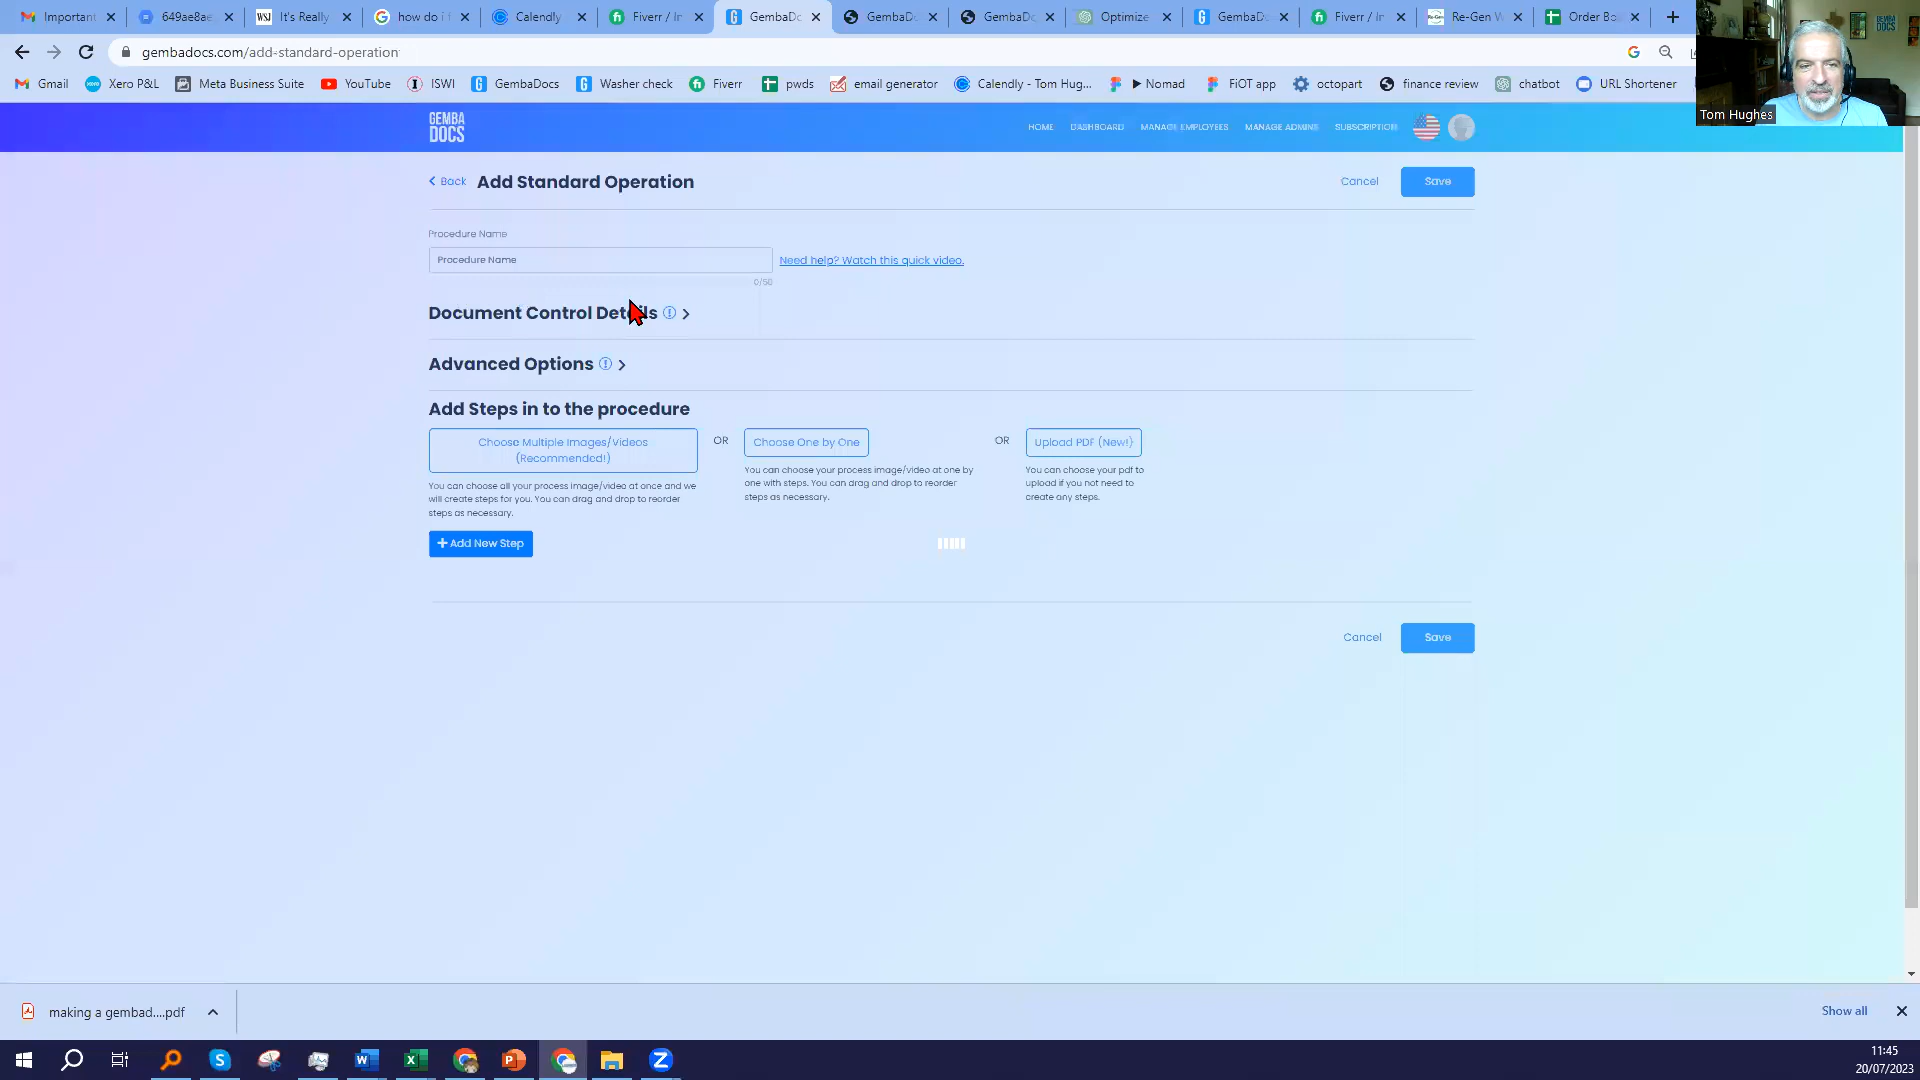 Important
649ae8ae
WSJ It's Really
how do i f
Calendly
Fiverr / In
GembaDo
GembaDo
GembaDoc
Optimize
GembaDo
Fiverr / In
Re-Gen W
Order Bo
gembadocs.com/add-standard-operation
Gmail
Xero P&L
Meta Business Suite
YouTube
ISWI
GembaDocs
Washer check
Fiverr
pwds
email generator
Calendly - Tom Hug...
Nomad
FiOT app
octopart
finance review
chatbot
URL Shortener
Tom Hughes
GEMBA
DOCS
HOME
DASHBOARD
MANAGE EMPLOYEES
MANAGE ADMINS
SUBSCRIPTION
Back
Add Standard Operation
Cancel
Save
Procedure Name
Procedure Name
Need help? Watch this quick video.
0/50
Document Control Details
Advanced Options
Add Steps in to the procedure
Choose Multiple Images/Videos
(Recommended!)
OR
Choose One by One
OR
Upload PDF (New!)
You can choose all your process image/video at once and we
will create steps for you. You can drag and drop to reorder
steps as necessary.
You can choose your process image/video at one by
one with steps. You can drag and drop to reorder
steps as necessary.
You can choose your pdf to
upload if you not need to
create any steps.
+ Add New Step
Cancel
Save
making a gembad....pdf
Show all
11:45
20/07/2023